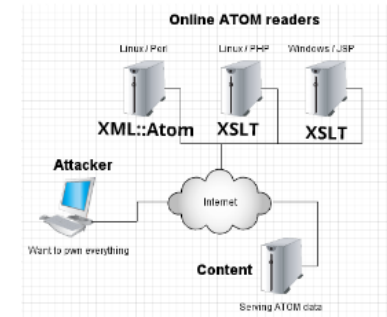 Online ATOM readers
Linux / Perl Linux / PHP Windows / JSP
XML::Atom XSLT XSLT
Attacker
Internet
Want to pwn everything
Content
Serving ATOM data